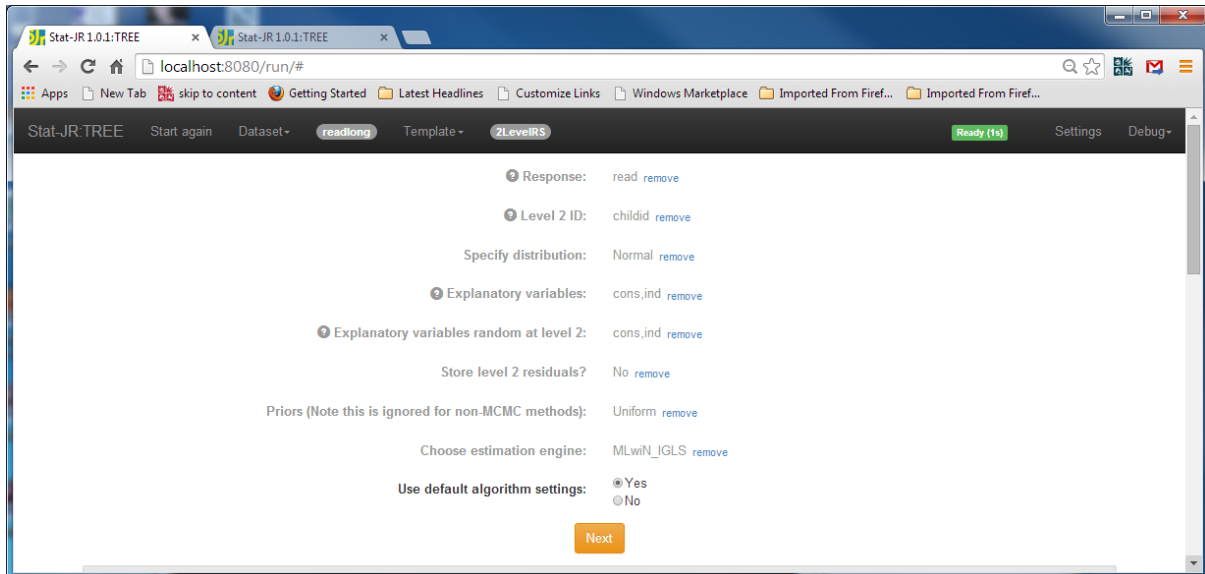 Stat-JR 1.0.1:TREE × Stat-JR 1.0.1:TREE ×
localhost:8080/run/#
Apps New Tab skip to content Getting Started Latest Headlines Customize Links Windows Marketplace Imported From Firef... Imported From Firef...
Stat-JR:TREE Start again Dataset readlong Template 2LevelRS Ready (1s) Settings Debug
Response: read remove
Level 2 ID: childid remove
Specify distribution: Normal remove
Explanatory variables: cons,ind remove
Explanatory variables random at level 2: cons,ind remove
Store level 2 residuals? No remove
Priors (Note this is ignored for non-MCMC methods): Uniform remove
Choose estimation engine: MLwiN_IGLS remove
Use default algorithm settings: Yes
No
Next